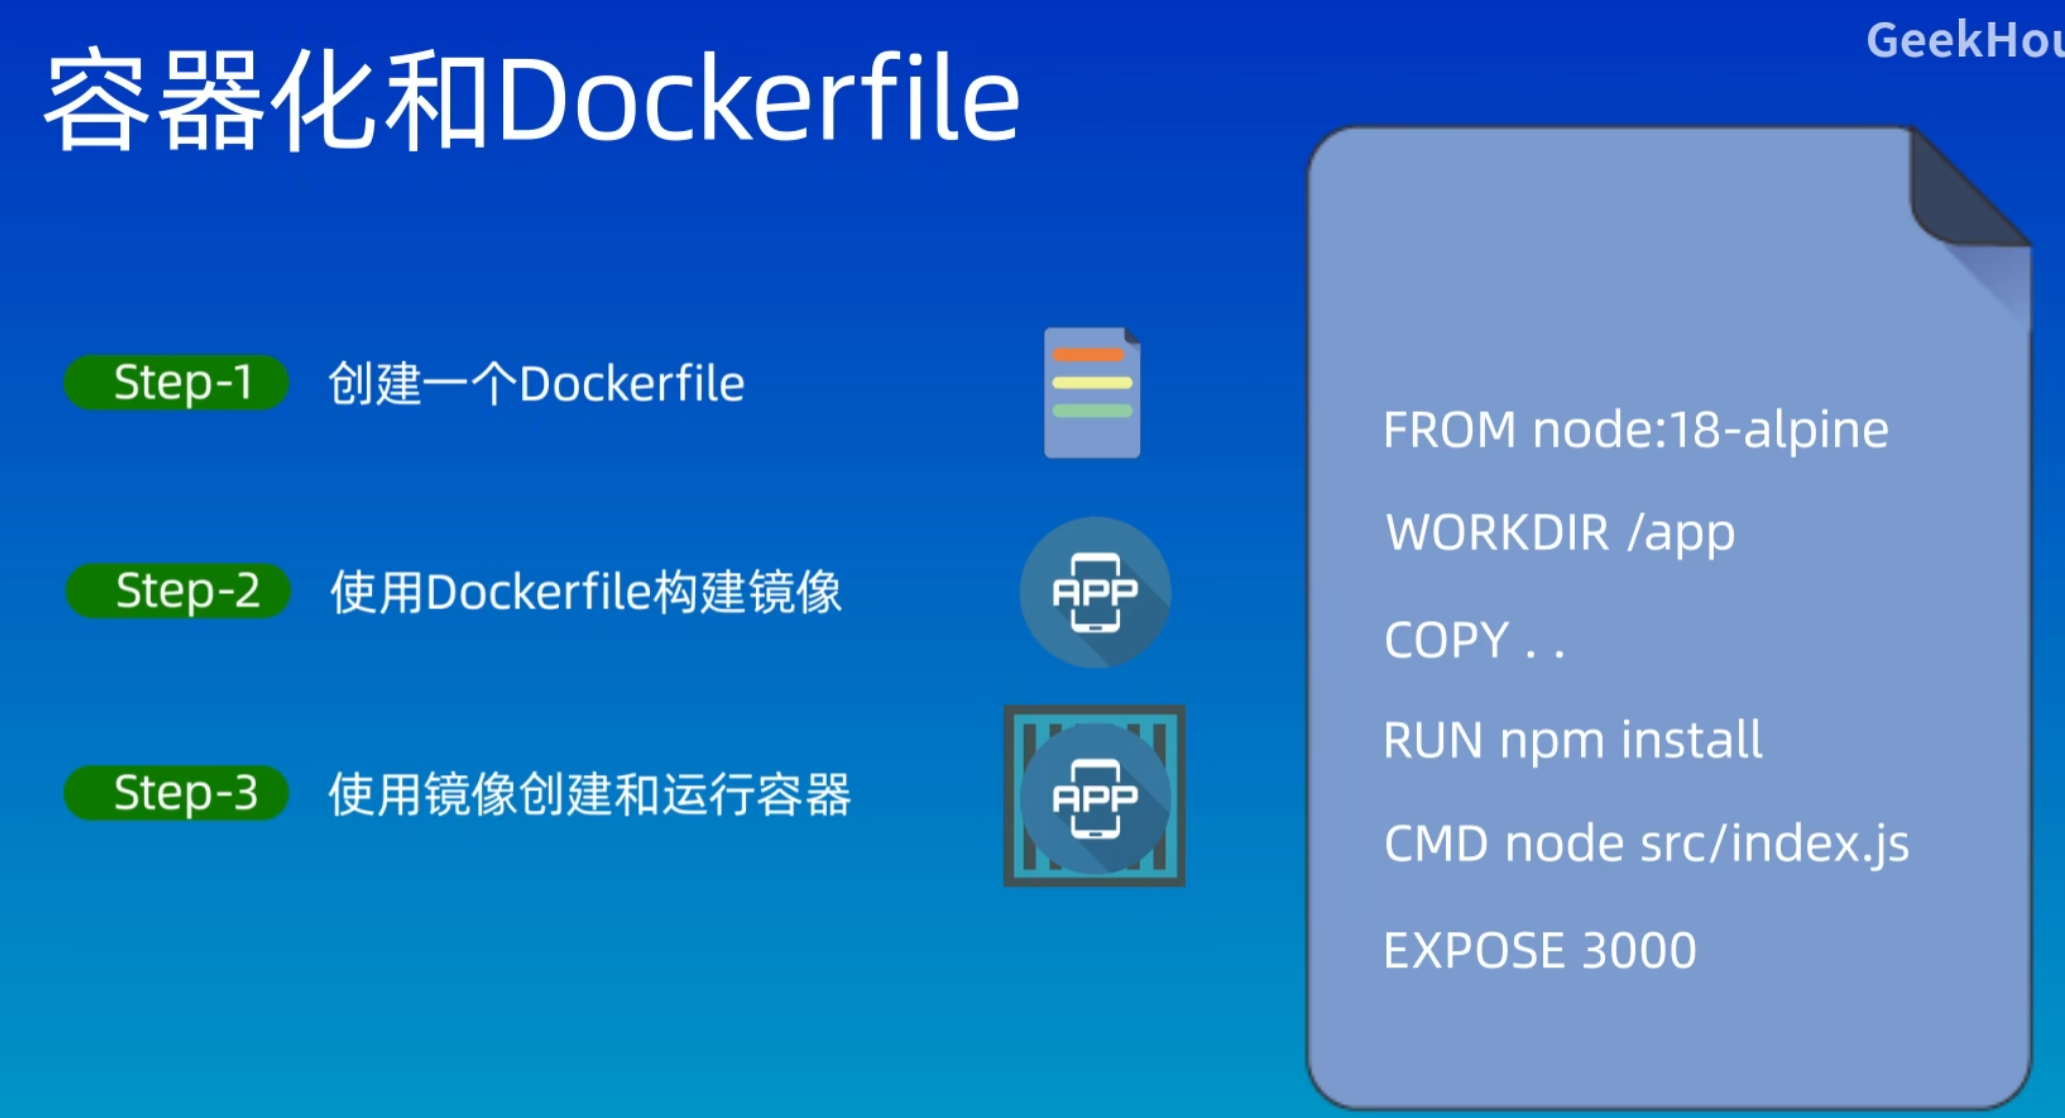 容器化和Dockerfile
Step-1 创建一个Dockerfile
Step-2 使用Dockerfile构建镜像
APP
Step-3 使用镜像创建和运行容器
APP
FROM node:18-alpine
WORKDIR /app
COPY . .
RUN npm install
CMD node src/index.js
EXPOSE 3000